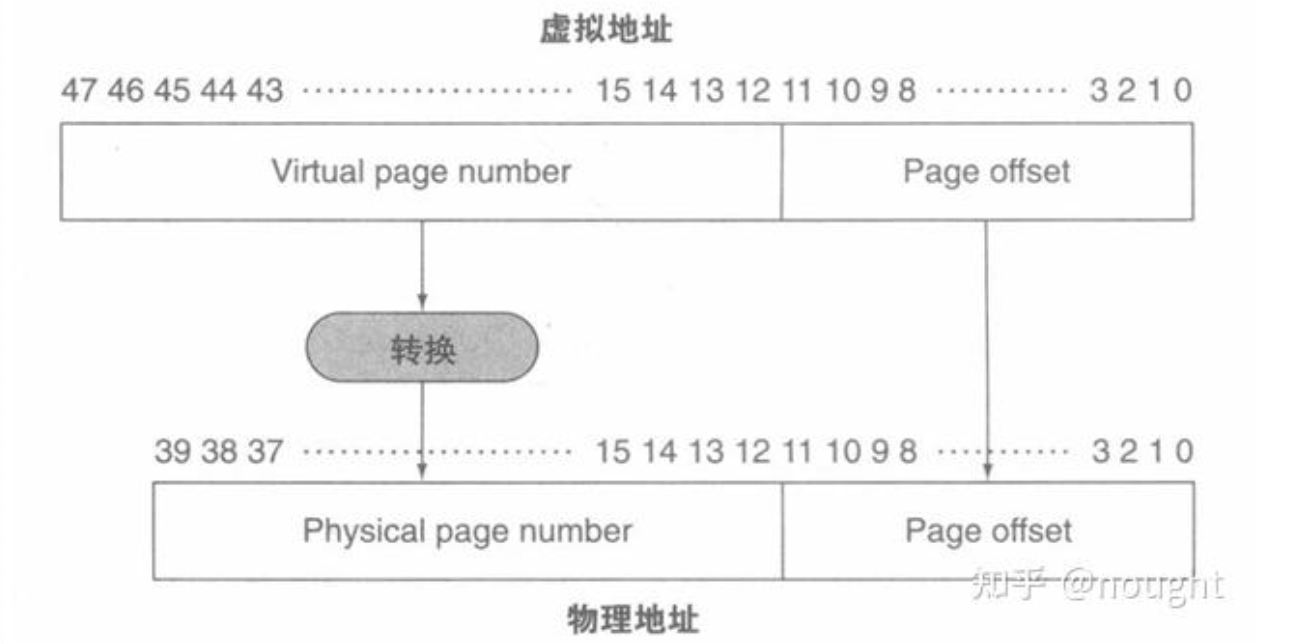 虚拟地址
47 46 45 44 43 ······················· 15 14 13 12 11 10 9 8 ··········· 3 2 1 0
Virtual page number Page offset
转换
39 38 37 ······················· 15 14 13 12 11 10 9 8 ··········· 3 2 1 0
Physical page number Page offset
知乎 @nought
物理地址